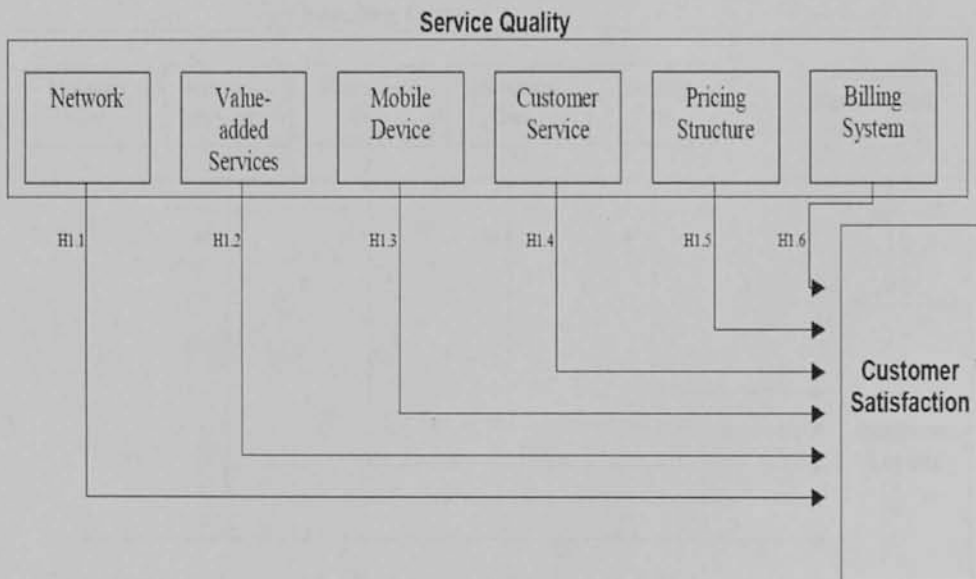 Service Quality
Network
Value-
added
Services
Mobile
Device
Customer
Service
Pricing
Structure
Billing
System
H1.1
H1.2
H1.3
H1.4
H1.5
H1.6
Customer
Satisfaction